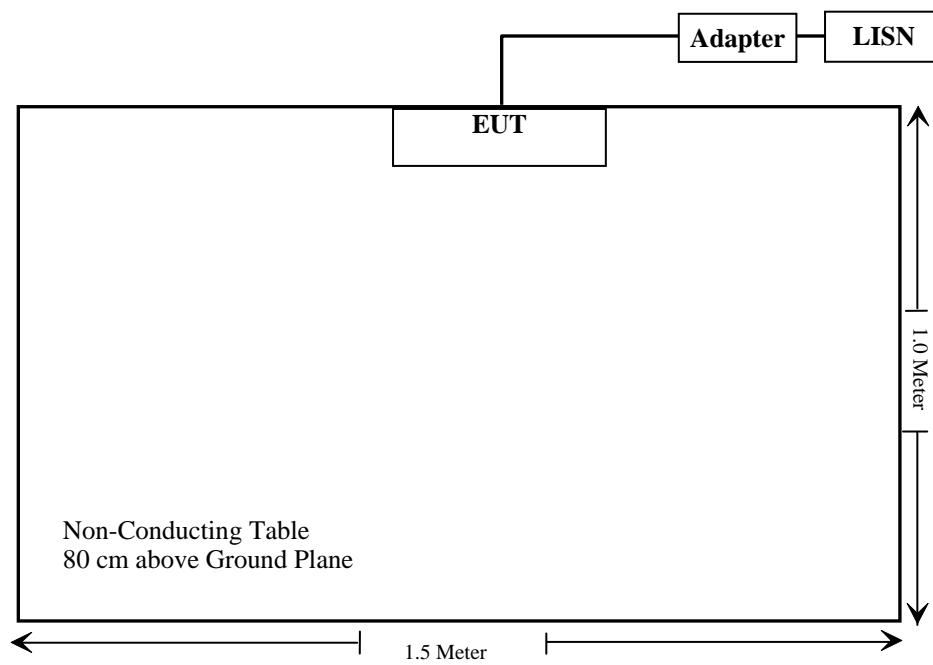 Adapter
LISN
EUT
1.0 Meter
Non-Conducting Table
80 cm above Ground Plane
1.5 Meter